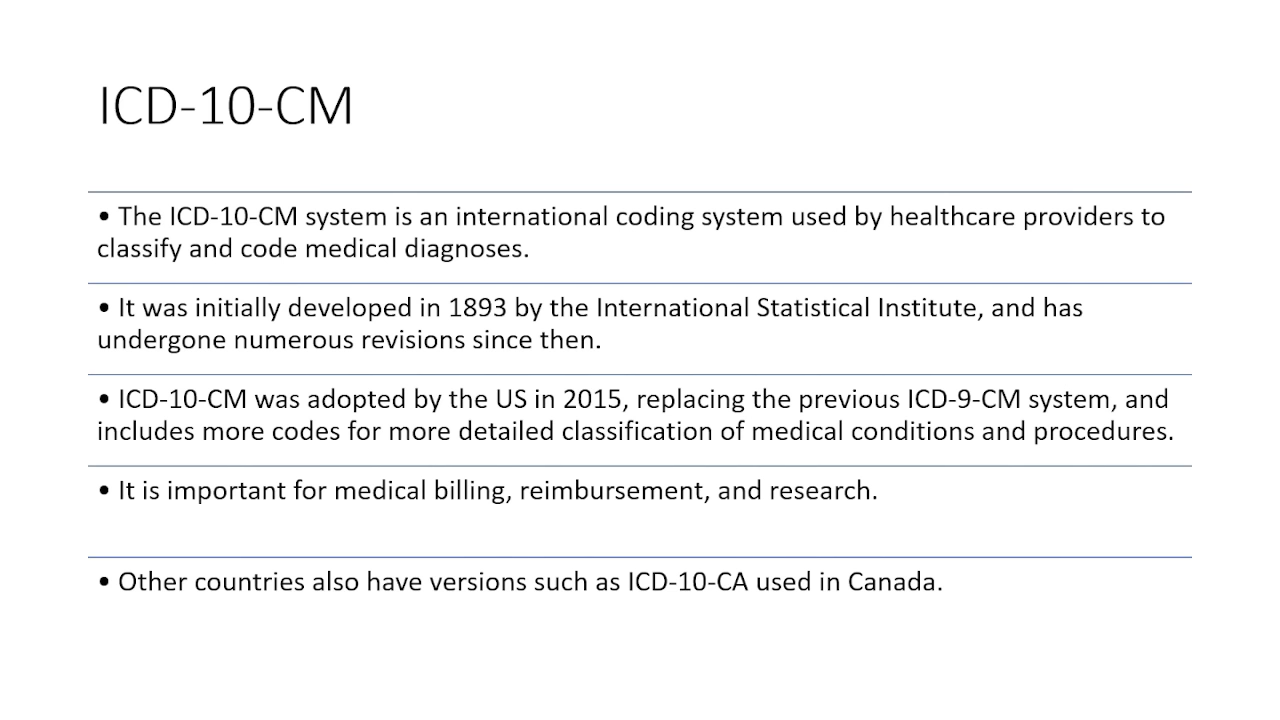 ICD-10-CM
• The ICD-10-CM system is an international coding system used by healthcare providers to
classify and code medical diagnoses.
• It was initially developed in 1893 by the International Statistical Institute, and has
undergone numerous revisions since then.
• ICD-10-CM was adopted by the US in 2015, replacing the previous ICD-9-CM system, and
includes more codes for more detailed classification of medical conditions and procedures.
• It is important for medical billing, reimbursement, and research.
• Other countries also have versions such as ICD-10-CA used in Canada.